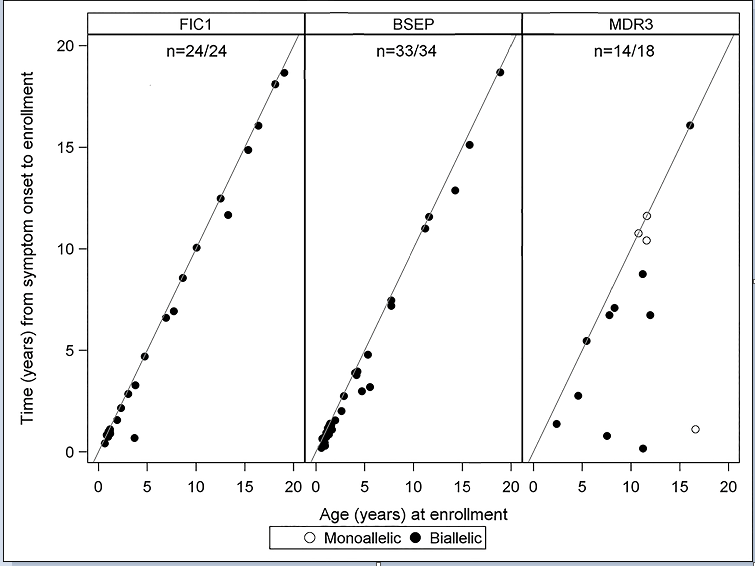 FIC1 BSEP MDR3
n=24/24 n=33/34 n=14/18
Time (years) from symptom onset to enrollment
20
15
10
5
0
0 5 10 15 20 0 5 10 15 20 0 5 10 15 20
Age (years) at enrollment
Monoallelic Biallelic